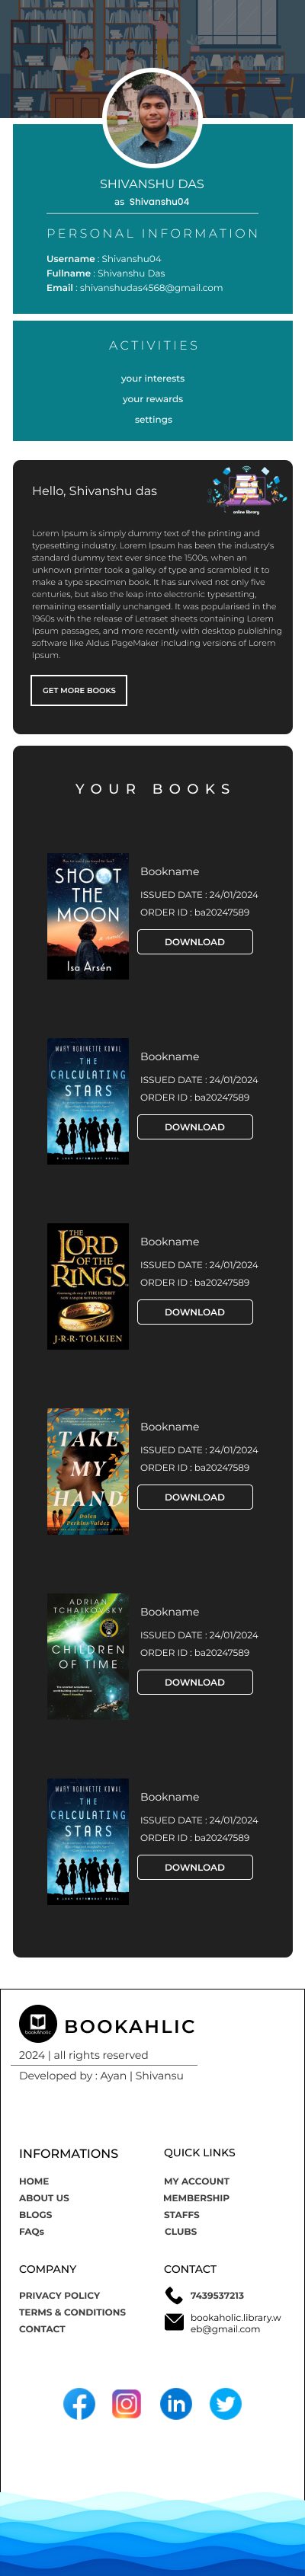 SHIVANSHU DAS
as Shivanshu04
PERSONAL INFORMATION
Username : Shivanshu04
Fullname : Shivanshu Das
Email : shivanshudas4568@gmail.com
ACTIVITIES
your interests
your rewards
settings
Hello, Shivanshu das
online library
Lorem Ipsum is simply dummy text of the printing and
typesetting industry. Lorem Ipsum has been the industry's
standard dummy text ever since the 1500s, when an
unknown printer took a galley of type and scrambled it to
make a type specimen book. It has survived not only five
centuries, but also the leap into electronic typesetting,
remaining essentially unchanged. It was popularised in the
1960s with the release of Letraset sheets containing Lorem
Ipsum passages, and more recently with desktop publishing
software like Aldus PageMaker including versions of Lorem
Ipsum.
GET MORE BOOKS
YOUR BOOKS
SHOOT
THE
MOON
a novel
Isa Arsén
Bookname
ISSUED DATE : 24/01/2024
ORDER ID : ba20247589
DOWNLOAD
MARY ROBINETTE KOWAL
THE
CALCULATING
STARS
A LADY ASTRONAUT NOVEL
Bookname
ISSUED DATE : 24/01/2024
ORDER ID : ba20247589
DOWNLOAD
THE
LORD
OF THE
RINGS
J·R·R·TOLKIEN
Bookname
ISSUED DATE : 24/01/2024
ORDER ID : ba20247589
DOWNLOAD
TAKE
MY
HAND
Dolen
Perkins-Valdez
Bookname
ISSUED DATE : 24/01/2024
ORDER ID : ba20247589
DOWNLOAD
ADRIAN
TCHAIKOVSKY
CHILDREN
OF TIME
Bookname
ISSUED DATE : 24/01/2024
ORDER ID : ba20247589
DOWNLOAD
MARY ROBINETTE KOWAL
THE
CALCULATING
STARS
A LADY ASTRONAUT NOVEL
Bookname
ISSUED DATE : 24/01/2024
ORDER ID : ba20247589
DOWNLOAD
bookAholic
BOOKAHLIC
2024 | all rights reserved
Developed by : Ayan | Shivansu
INFORMATIONS
HOME
ABOUT US
BLOGS
FAQs
QUICK LINKS
MY ACCOUNT
MEMBERSHIP
STAFFS
CLUBS
COMPANY
PRIVACY POLICY
TERMS & CONDITIONS
CONTACT
CONTACT
7439537213
bookaholic.library.w
eb@gmail.com